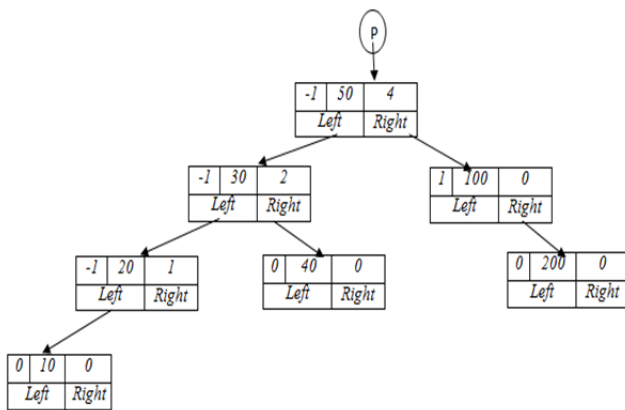 P
-1 50 4
Left Right
-1 30 2
Left Right
1 100 0
Left Right
-1 20 1
Left Right
0 40 0
Left Right
0 200 0
Left Right
0 10 0
Left Right